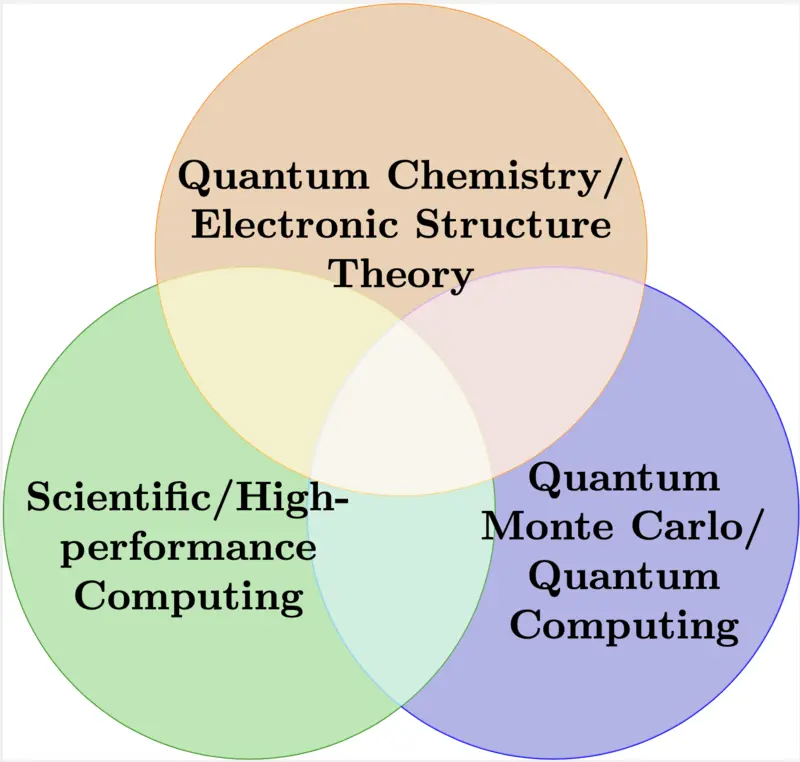 Quantum Chemistry/
Electronic Structure
Theory
Scientific/High-
performance
Computing
Quantum
Monte Carlo/
Quantum
Computing